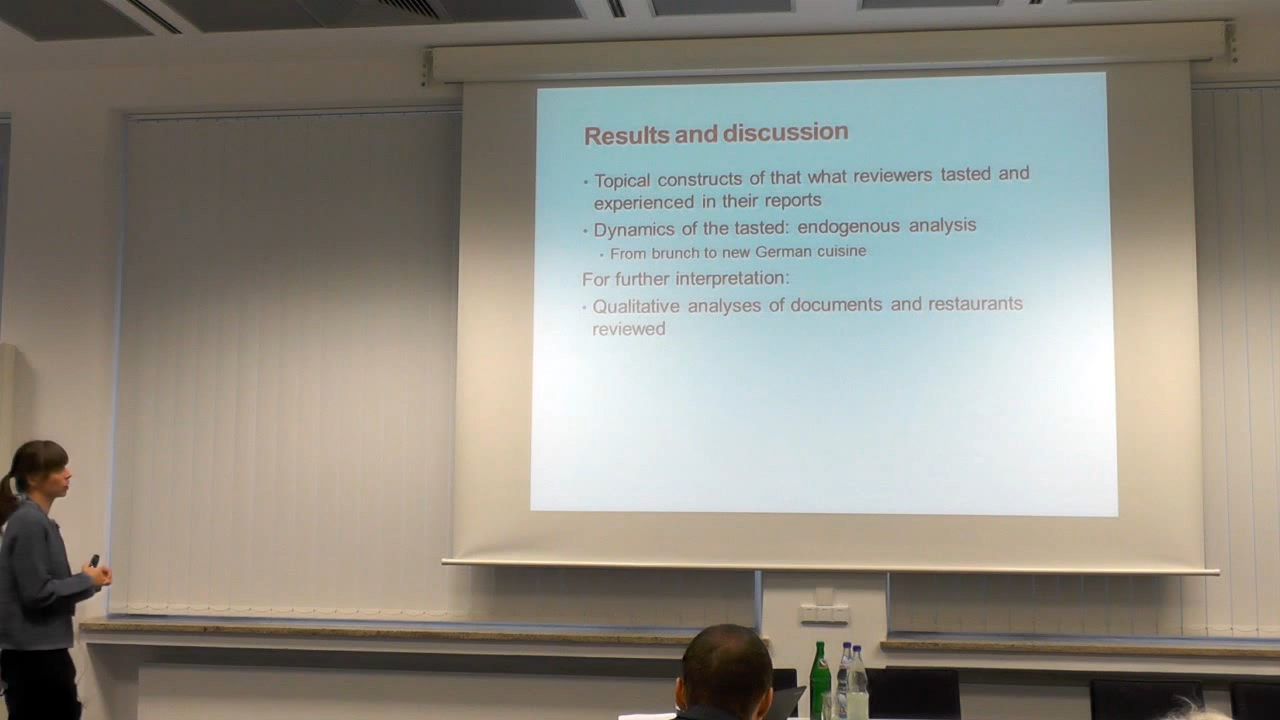 Results and discussion
• Topical constructs of that what reviewers tasted and
experienced in their reports
• Dynamics of the tasted: endogenous analysis
• From brunch to new German cuisine
For further interpretation:
• Qualitative analyses of documents and restaurants
reviewed